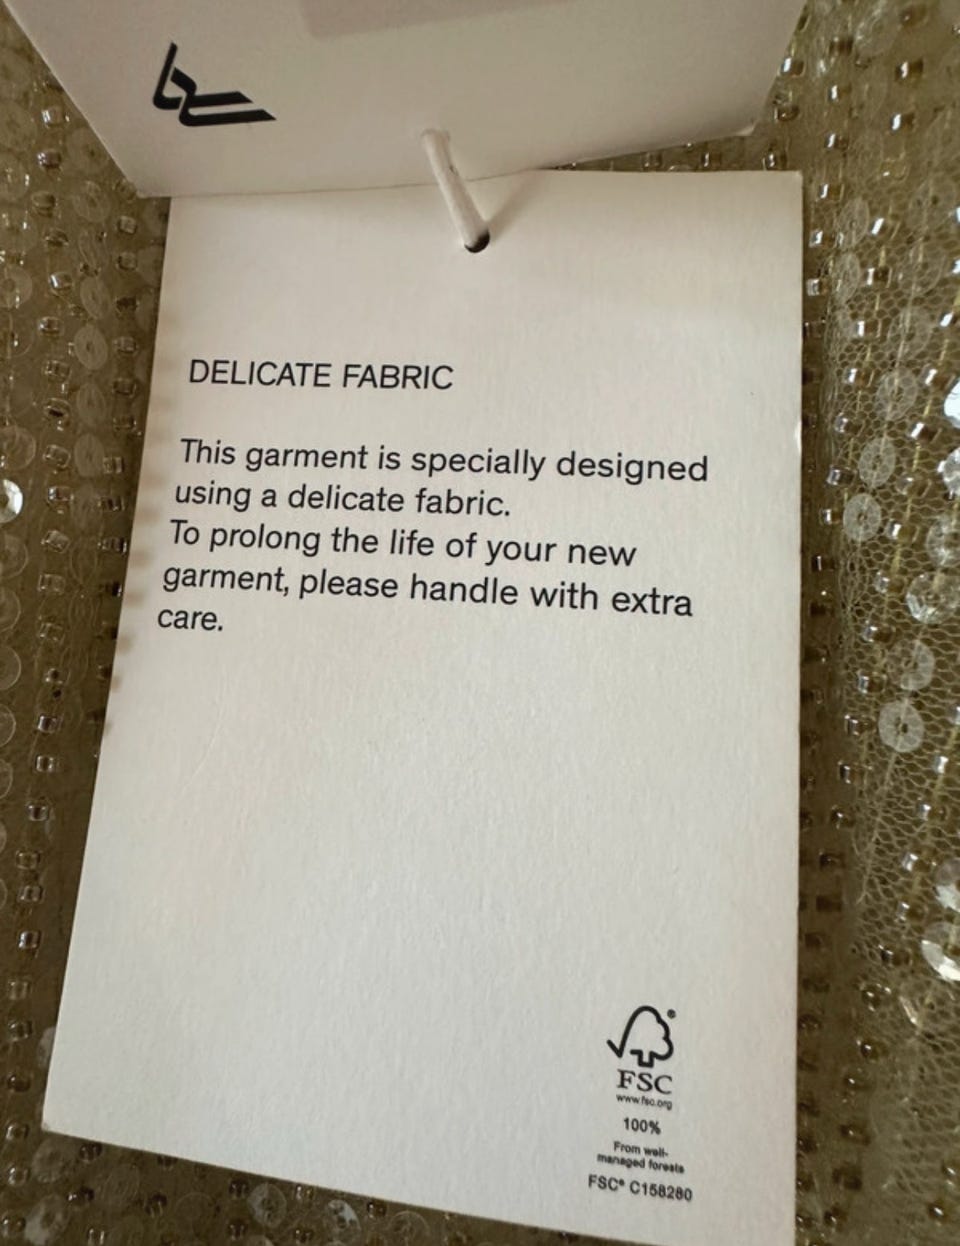 DELICATE FABRIC
This garment is specially designed
using a delicate fabric.
To prolong the life of your new
garment, please handle with extra
care.
FSC
www.fsc.org
100%
From well-
managed forests
FSC® C158280